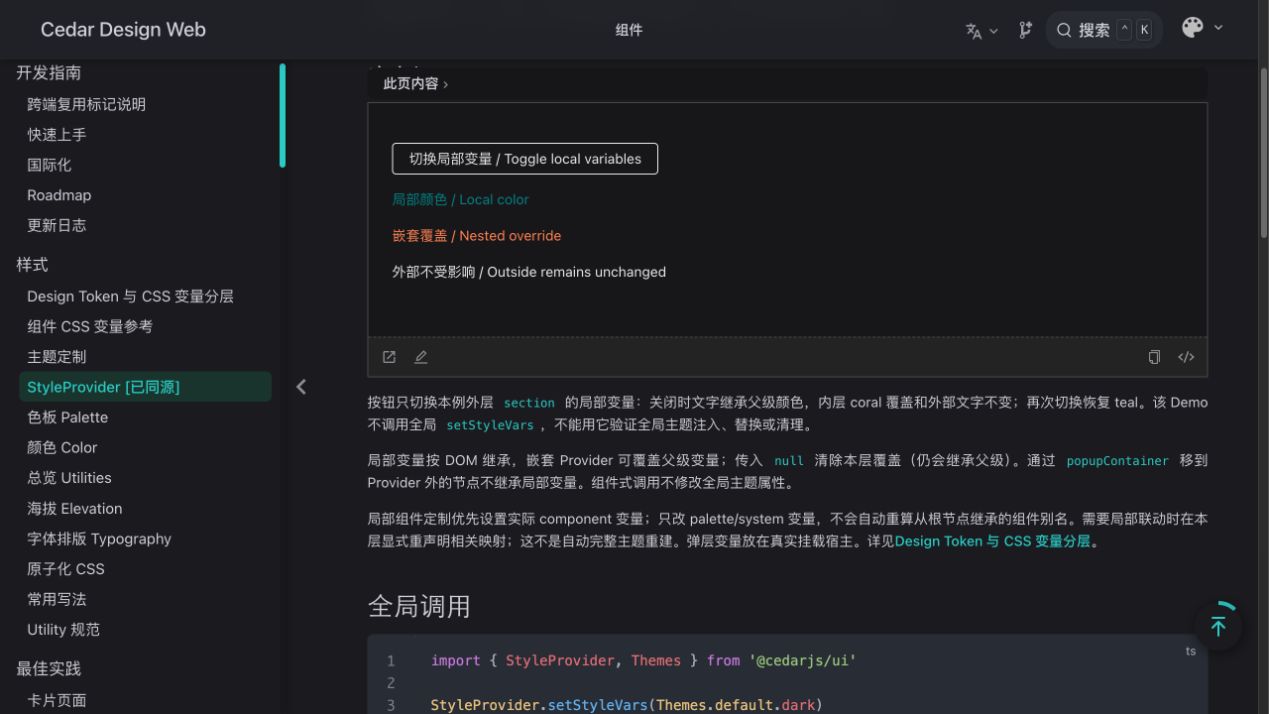 Cedar Design Web
组件
搜索 ^ K
开发指南
跨端复用标记说明
快速上手
国际化
Roadmap
更新日志
样式
Design Token 与 CSS 变量分层
组件 CSS 变量参考
主题定制
StyleProvider [已同源]
色板 Palette
颜色 Color
总览 Utilities
海拔 Elevation
字体排版 Typography
原子化 CSS
常用写法
Utility 规范
最佳实践
卡片页面
此页内容 ›
切换局部变量 / Toggle local variables
局部颜色 / Local color
嵌套覆盖 / Nested override
外部不受影响 / Outside remains unchanged
按钮只切换本例外层 section 的局部变量：关闭时文字继承父级颜色，内层 coral 覆盖和外部文字不变；再次切换恢复 teal。该 Demo
不调用全局 setStyleVars ，不能用它验证全局主题注入、替换或清理。
局部变量按 DOM 继承，嵌套 Provider 可覆盖父级变量；传入 null 清除本层覆盖（仍会继承父级）。通过 popupContainer 移到
Provider 外的节点不继承局部变量。组件式调用不修改全局主题属性。
局部组件定制优先设置实际 component 变量；只改 palette/system 变量，不会自动重算从根节点继承的组件别名。需要局部联动时在本
层显式重声明相关映射；这不是自动完整主题重建。弹层变量放在真实挂载宿主。详见Design Token 与 CSS 变量分层。
全局调用
ts
1 import { StyleProvider, Themes } from '@cedarjs/ui'
2
3 StyleProvider.setStyleVars(Themes.default.dark)